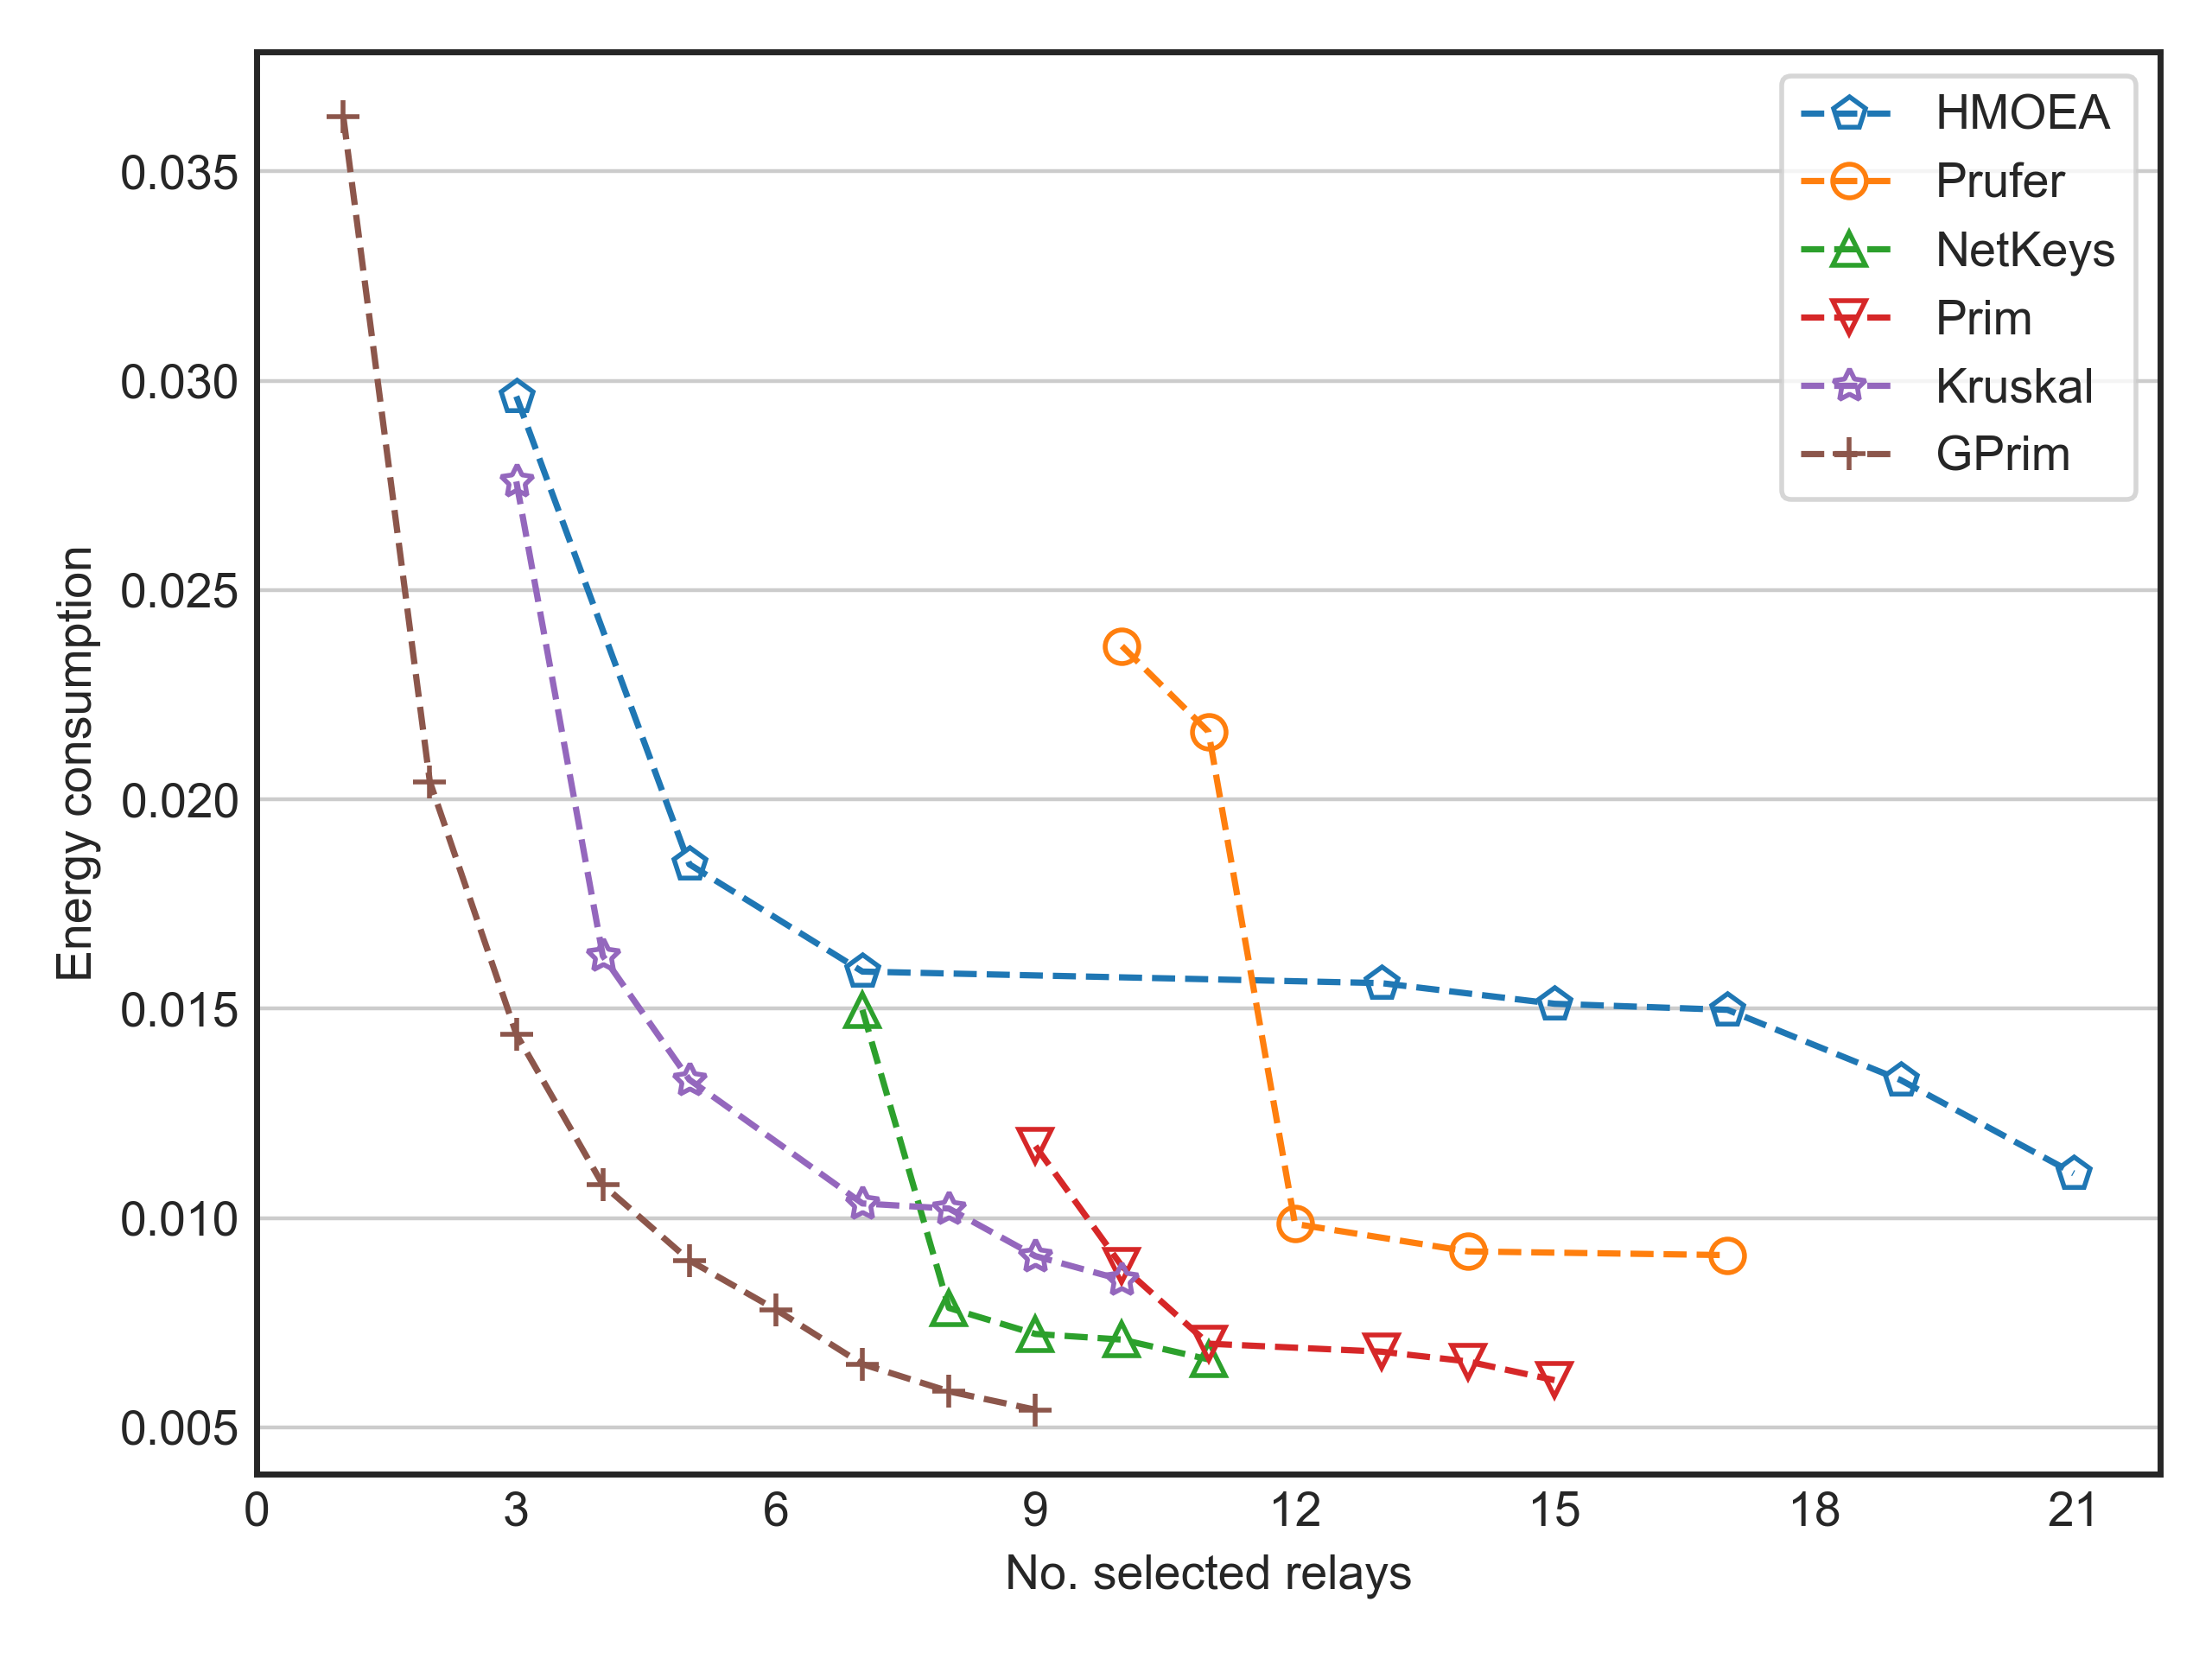 HMOEA
Prufer
NetKeys
Prim
Kruskal
GPrim
Energy consumption
0.035
0.030
0.025
0.020
0.015
0.010
0.005
0 3 6 9 12 15 18 21
No. selected relays